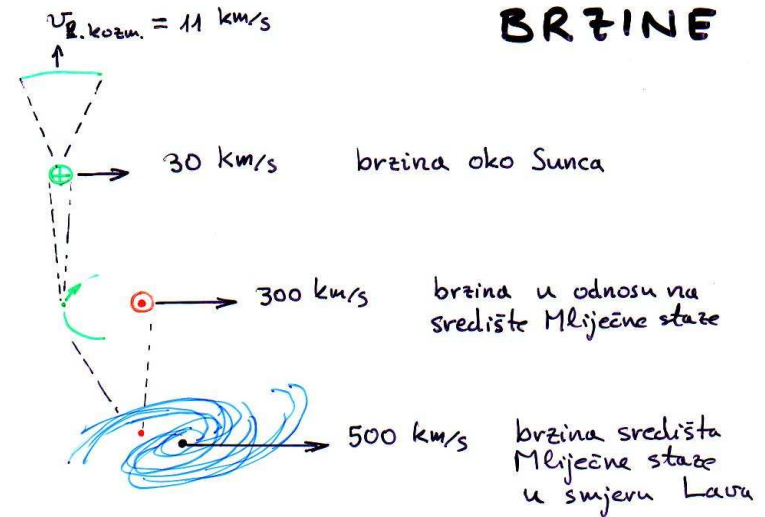 BRZINE
v2. kozm. = 11 km/s
30 km/s brzina oko Sunca
300 km/s brzina u odnosu na
središte Mliječne staze
500 km/s brzina središta
Mliječne staze
u smjeru Lava